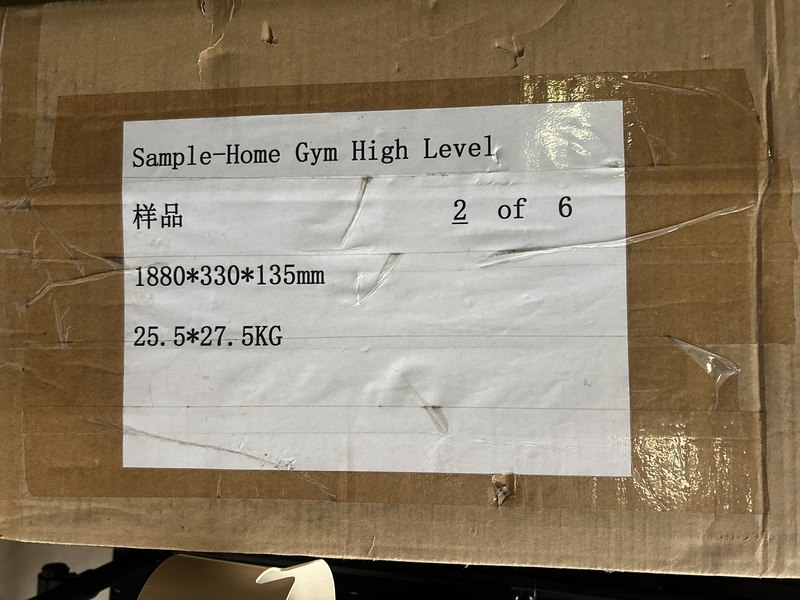 Sample-Home Gym High Level
样品 2 of 6
1880*330*135mm
25.5*27.5KG